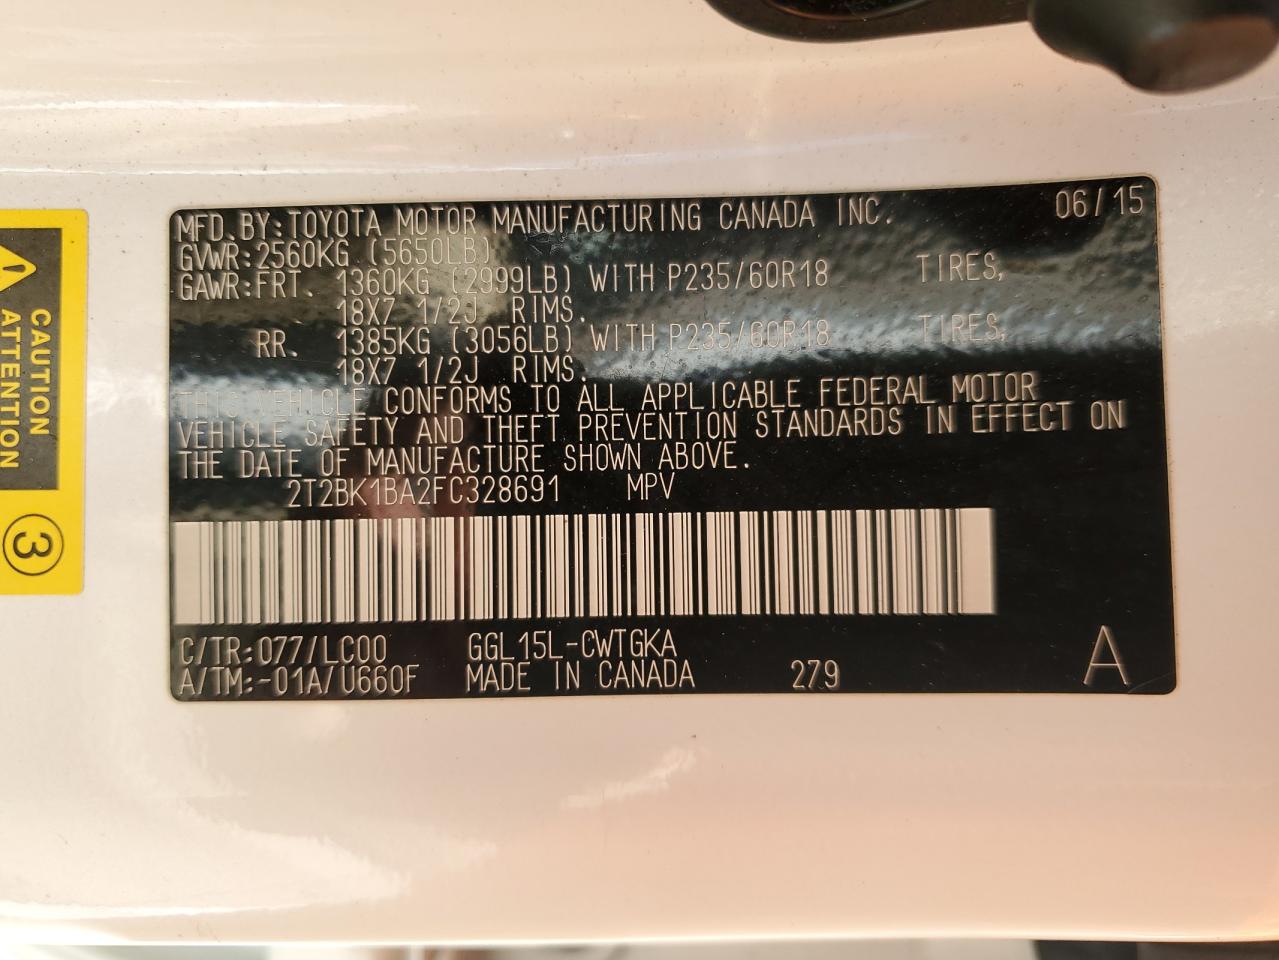 MFD.BY:TOYOTA MOTOR MANUFACTURING CANADA INC. 06/15
GVWR:2560KG (5650LB)
GAWR:FRT. 1360KG (2999LB) WITH P235/60R18 TIRES,
18X7 1/2J RIMS.
RR. 1385KG (3056LB) WITH P235/60R18 TIRES,
18X7 1/2J RIMS.
THIS VEHICLE CONFORMS TO ALL APPLICABLE FEDERAL MOTOR
VEHICLE SAFETY AND THEFT PREVENTION STANDARDS IN EFFECT ON
THE DATE OF MANUFACTURE SHOWN ABOVE.
2T2BK1BA2FC328691 MPV
C/TR:077/LC00 GGL15L-CWTGKA
A/TM:-01A/U660F MADE IN CANADA 279 A
CAUTION
ATTENTION
3